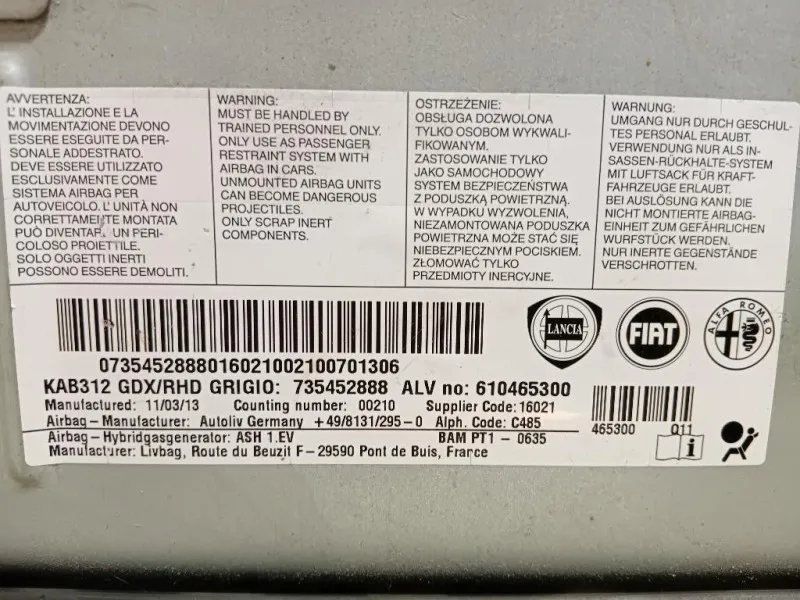 AVVERTENZA:
L' INSTALLAZIONE E LA
MOVIMENTAZIONE DEVONO
ESSERE ESEGUITE DA PER-
SONALE ADDESTRATO.
DEVE ESSERE UTILIZZATO
ESCLUSIVAMENTE COME
SISTEMA AIRBAG PER
AUTOVEICOLO. L'UNITÀ NON
CORRETTAMENTE MONTATA
PUÒ DIVENTAR. UN PERI-
COLOSO PROIETTILE.
SOLO OGGETTI INERTI
POSSONO ESSERE DEMOLITI.
WARNING:
MUST BE HANDLED BY
TRAINED PERSONNEL ONLY.
ONLY USE AS PASSENGER
RESTRAINT SYSTEM WITH
AIRBAG IN CARS.
UNMOUNTED AIRBAG UNITS
CAN BECOME DANGEROUS
PROJECTILES.
ONLY SCRAP INERT
COMPONENTS.
OSTRZEŻENIE:
OBSŁUGA DOZWOLONA
TYLKO OSOBOM WYKWALI-
FIKOWANYM.
ZASTOSOWANIE TYLKO
JAKO SAMOCHODOWY
SYSTEM BEZPIECZEŃSTWA
Z PODUSZKĄ POWIETRZNĄ.
W WYPADKU WYZWOLENIA,
NIEZAMONTOWANA PODUSZKA
POWIETRZNA MOŻE STAĆ SIĘ
NIEBEZPIECZNYM POCISKIEM.
ZŁOMOWAĆ TYLKO
PRZEDMIOTY INERCYJNE.
WARNUNG:
UMGANG NUR DURCH GESCHUL-
TES PERSONAL ERLAUBT.
VERWENDUNG NUR ALS IN-
SASSEN-RÜCKHALTE-SYSTEM
MIT LUFTSACK FÜR KRAFT-
FAHRZEUGE ERLAUBT.
BEI AUSLÖSUNG KANN DIE
NICHT MONTIERTE AIRBAG-
EINHEIT ZUM GEFÄHRLICHEN
WURFSTÜCK WERDEN.
NUR INERTE GEGENSTÄNDE
VERSCHROTTEN.
LANCIA
FIAT
ALFA ROMEO
0735452888016021002100701306
KAB312 GDX/RHD GRIGIO: 735452888 ALV no: 610465300
Manufactured: 11/03/13 Counting number: 00210 Supplier Code: 16021
Airbag - Manufacturer: Autoliv Germany +49/8131/295-0 Alph. Code: C485
Airbag - Hybridgasgenerator: ASH 1.EV BAM PT1 - 0635
Manufacturer: Livbag, Route du Beuzit F- 29590 Pont de Buis, France
465300 Q11
i